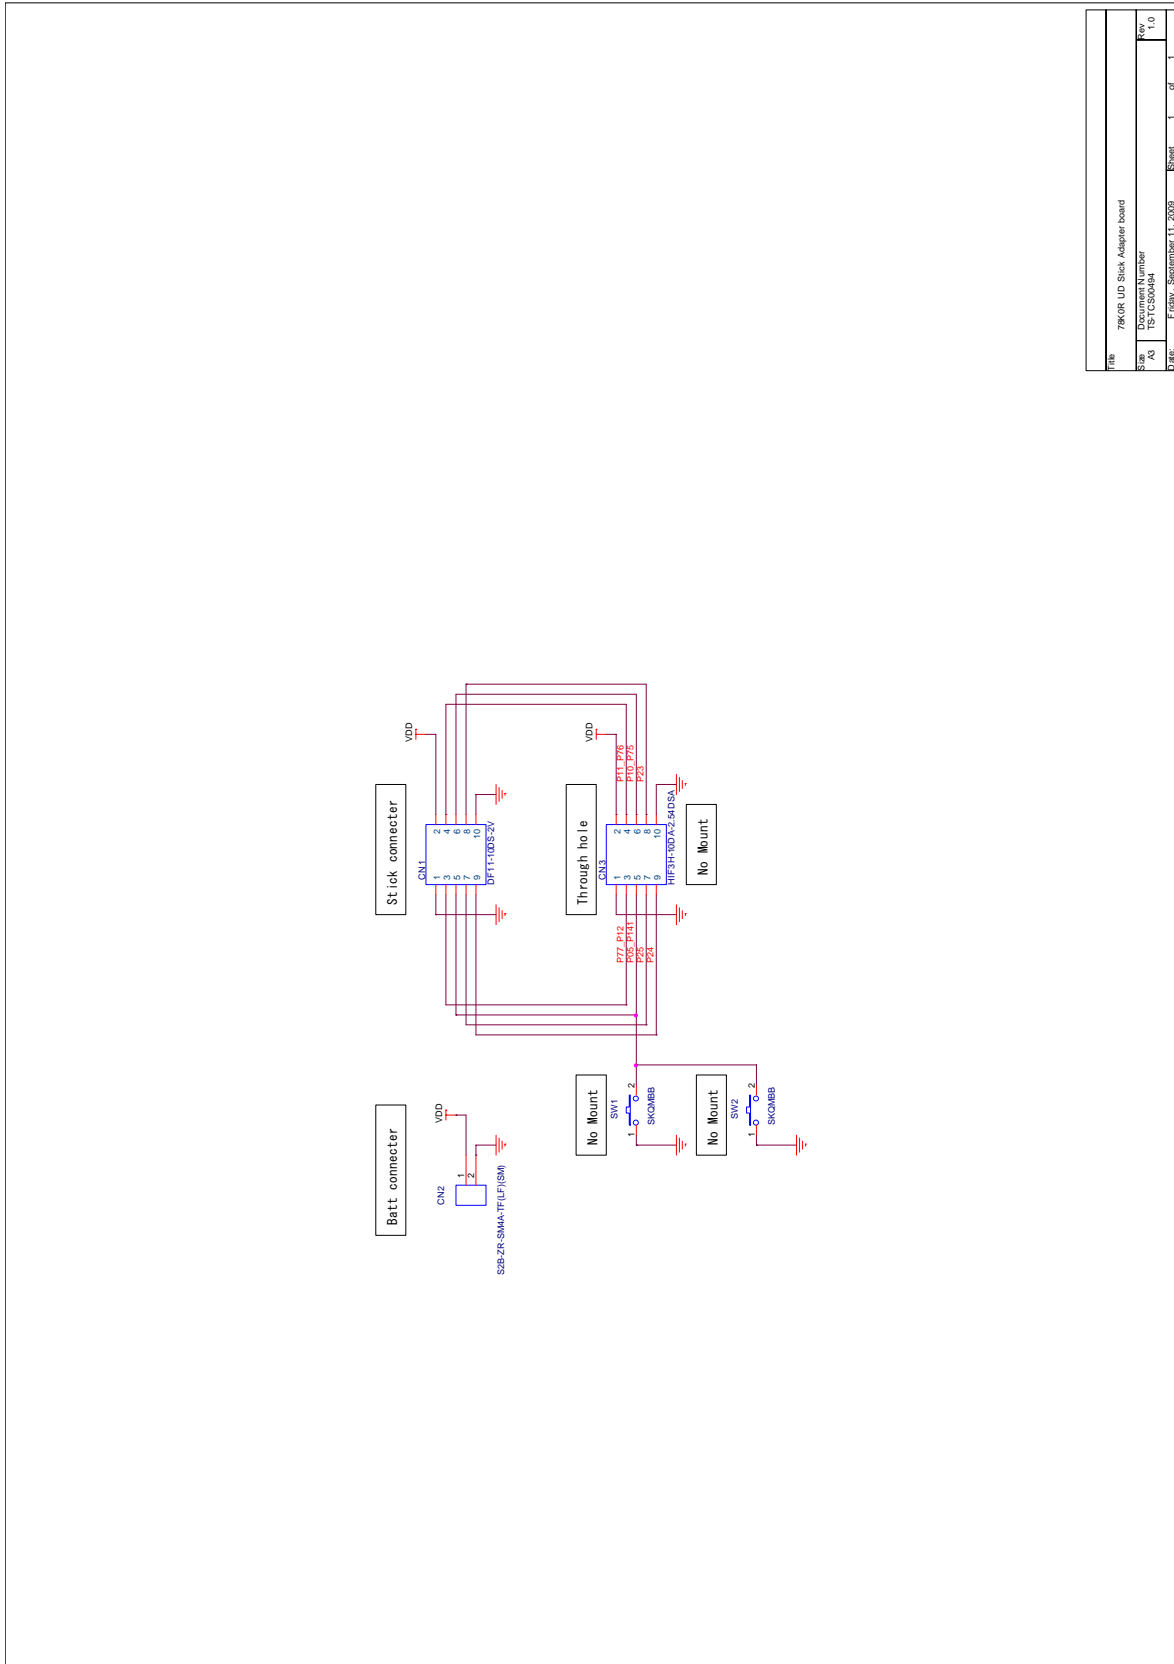 Batt connecter
CN2
1
2
VDD
S2B-ZR-SM4A-TF(LF)(SM)
Stick connecter
CN1
1
3
5
7
9
2
4
6
8
10
VDD
DF11-10DS-2V
Through hole
CN3
1
3
5
7
9
2
4
6
8
10
VDD
P77_P12
P05_P141
P25
P24
P11_P76
P10_P75
P23
HIF3H-10DA-2.54DSA
No Mount
No Mount
SW1
1
2
SKQMBB
No Mount
SW2
1
2
SKQMBB
Title
78K0R UD Stick Adapter board
Size
Document Number
Rev
A3
TS-TCS00494
1.0
Date:
Friday, September 11, 2009
Sheet
1
of
1